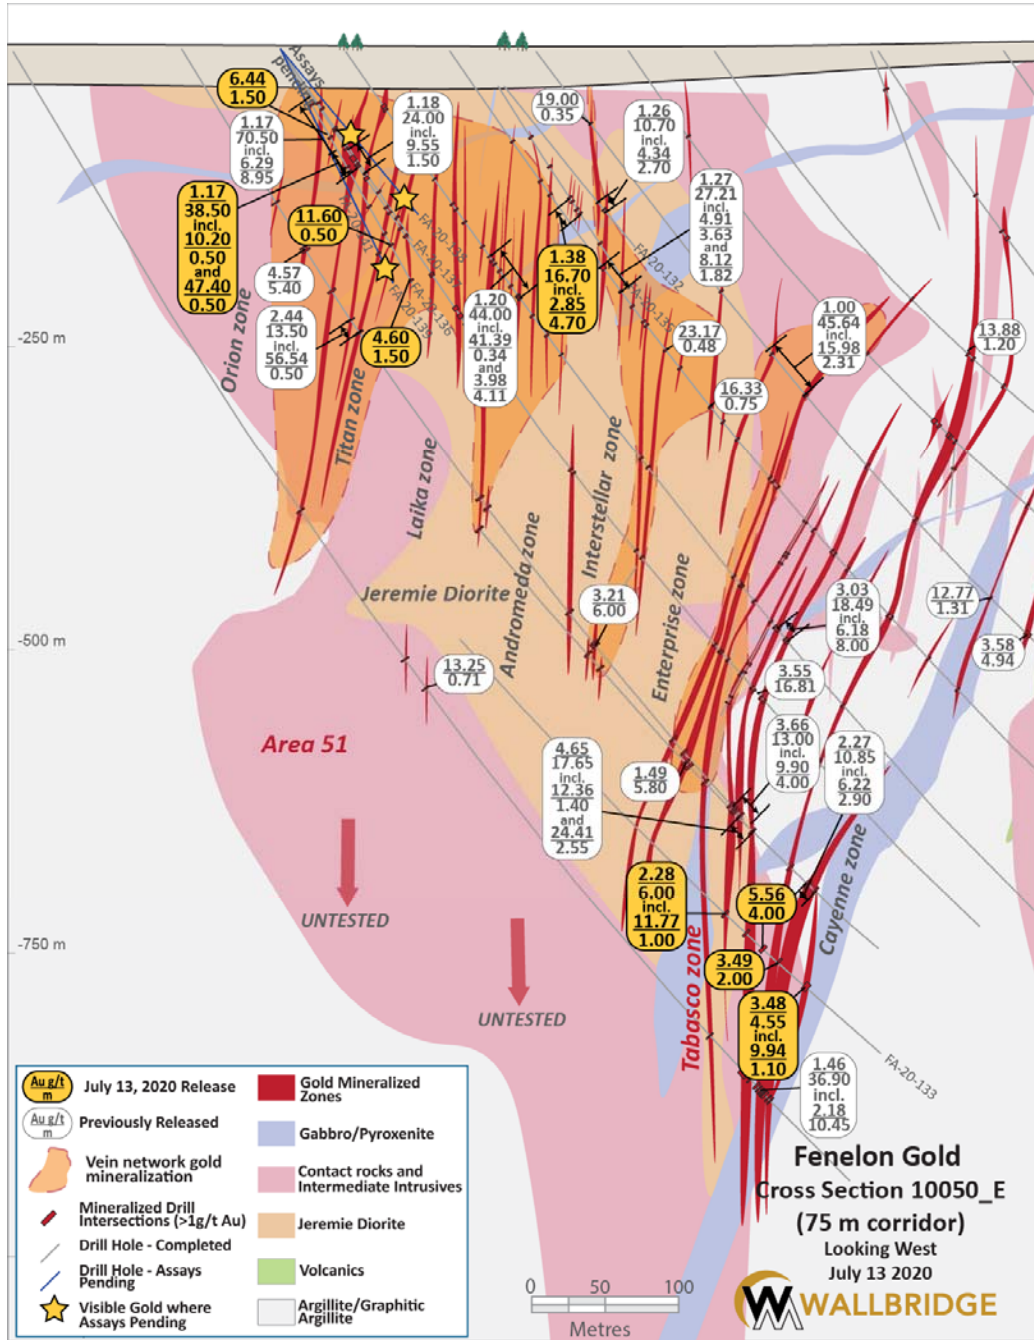 Assays
pending
6.44
1.50
1.17
70.50
incl.
6.29
8.95
1.18
24.00
incl.
9.55
1.50
19.00
0.35
1.26
10.70
incl.
4.34
2.70
1.27
27.21
incl.
4.91
3.63
and
8.12
1.82
1.17
38.50
incl.
10.20
0.50
and
47.40
0.50
11.60
0.50
4.57
5.40
2.44
13.50
incl.
56.54
0.50
4.60
1.50
1.20
44.00
incl.
41.39
0.34
and
3.98
4.11
1.38
16.70
incl.
2.85
4.70
23.17
0.48
16.33
0.75
1.00
45.64
incl.
15.98
2.31
13.88
1.20
FA-20-137
FA-20-136
FA-20-135
FA-20-132
-250 m
Orion zone
Titan zone
Laika zone
Jeremie Diorite
Andromeda zone
Interstellar zone
Enterprise zone
3.21
6.00
-500 m
13.25
0.71
3.03
18.49
incl.
6.18
8.00
12.77
1.31
3.58
4.94
3.55
16.81
3.66
13.00
incl.
9.90
4.00
2.27
10.85
incl.
6.22
2.90
Area 51
4.65
17.65
incl.
12.36
1.40
and
24.41
2.55
1.49
5.80
2.28
6.00
incl.
11.77
1.00
5.56
4.00
3.49
2.00
3.48
4.55
incl.
9.94
1.10
1.46
36.90
incl.
2.18
10.45
Tabasco zone
Cayenne zone
FA-20-133
UNTESTED
UNTESTED
-750 m
Au g/t
m
July 13, 2020 Release
Au g/t
m
Previously Released
Vein network gold
mineralization
Mineralized Drill
Intersections (>1g/t Au)
Drill Hole - Completed
Drill Hole - Assays
Pending
Visible Gold where
Assays Pending
Gold Mineralized
Zones
Gabbro/Pyroxenite
Contact rocks and
Intermediate Intrusives
Jeremie Diorite
Volcanics
Argillite/Graphitic
Argillite
0 50 100
Metres
Fenelon Gold
Cross Section 10050_E
(75 m corridor)
Looking West
July 13 2020
WALLBRIDGE